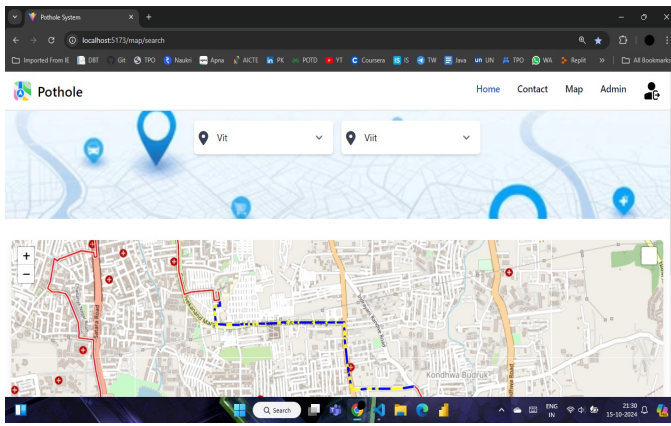 Pothole System
localhost:5173/map/search
Imported From IE DBT Git TPO Naukri Apna AICTE PK POTD YT Coursera IS TW Java UN TPO WA Replit » All Bookmarks
Pothole
Home Contact Map Admin
Vit Viit
+
−
Kondhwa Budruk
Search
ENG
IN
21:30
15-10-2024